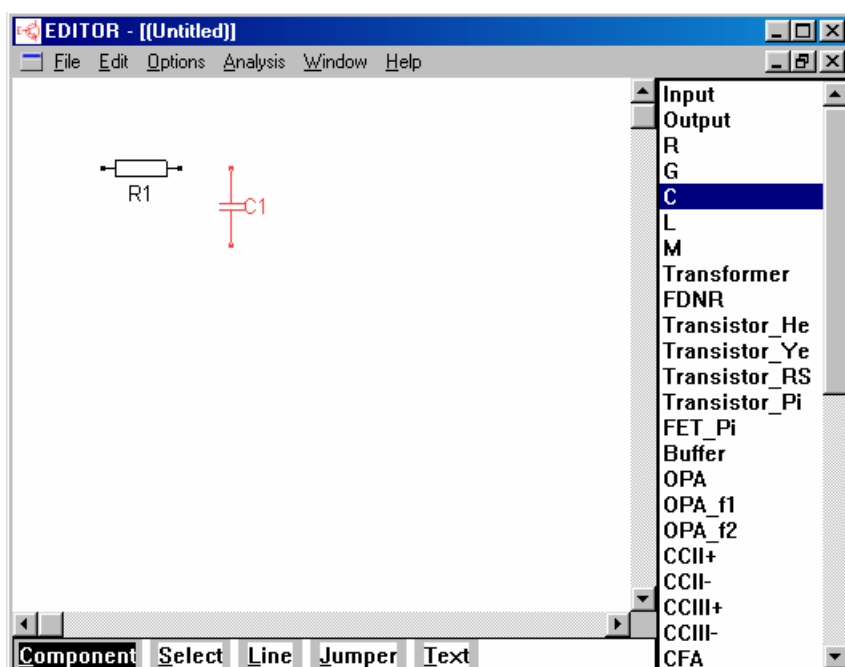 EDITOR - [(Untitled)]
File Edit Options Analysis Window Help
R1
C1
Input
Output
R
G
C
L
M
Transformer
FDNR
Transistor_He
Transistor_Ye
Transistor_RS
Transistor_Pi
FET_Pi
Buffer
OPA
OPA_f1
OPA_f2
CCII+
CCII-
CCIII+
CCIII-
CFA
Component Select Line Jumper Text